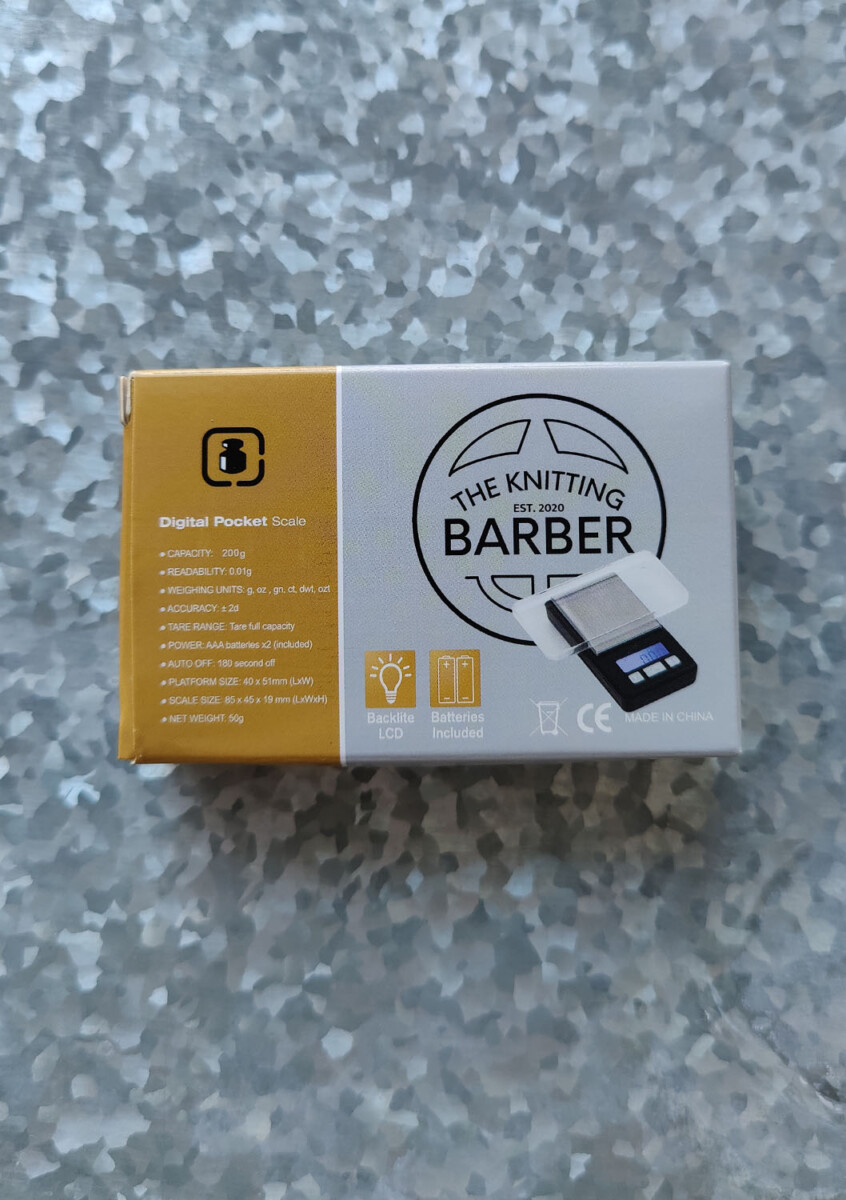 Digital Pocket Scale
CAPACITY: 200g
READABILITY: 0.01g
WEIGHING UNITS: g, oz, gn, ct, dwt, ozt
ACCURACY: ± 2d
TARE RANGE: Tare full capacity
POWER: AAA batteries x2 (included)
AUTO OFF: 180 second off
PLATFORM SIZE: 40 x 51mm (LxW)
SCALE SIZE: 85 x 45 x 19 mm (LxWxH)
NET WEIGHT: 50g
THE KNITTING
EST. 2020
BARBER
Backlite
LCD
Batteries
Included
CE
MADE IN CHINA